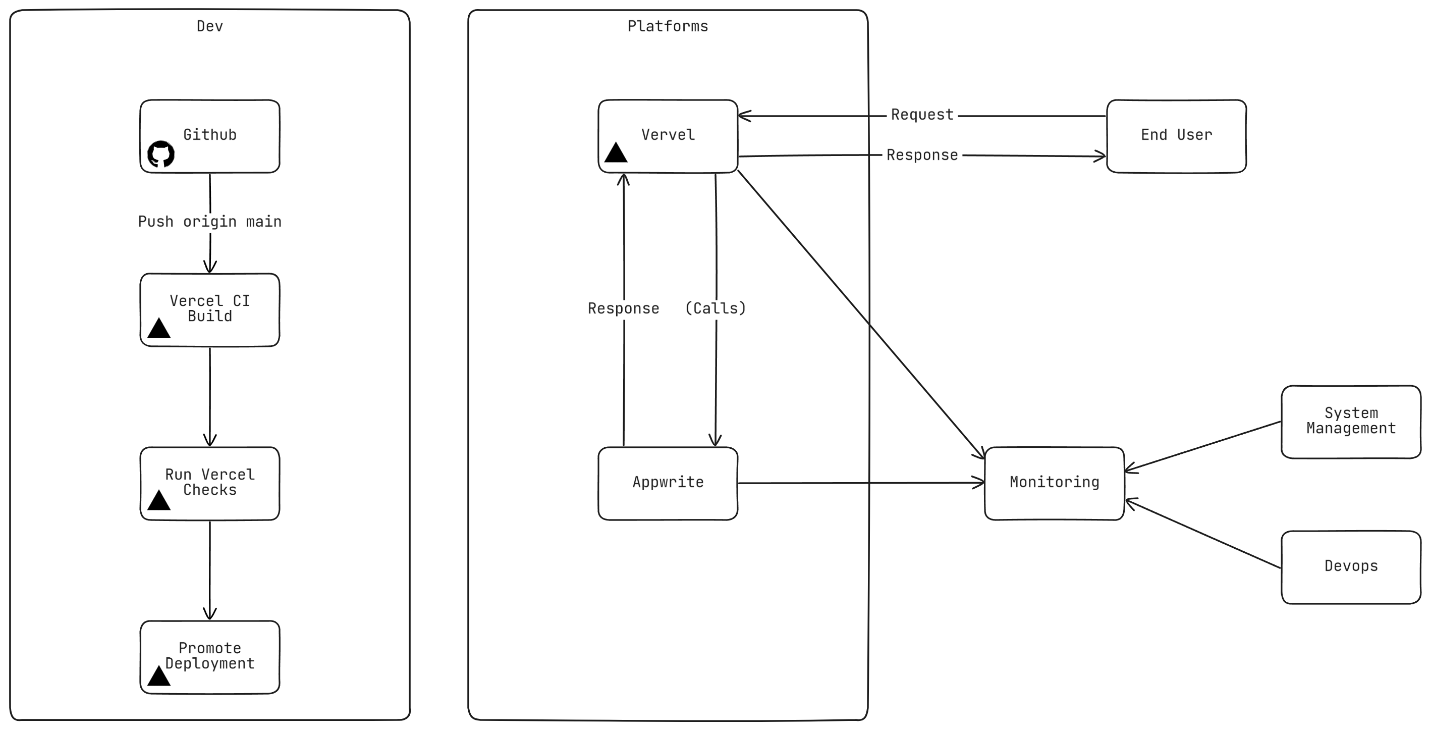 Dev
Platforms
Github
Push origin main
Vercel CI
Build
Run Vercel
Checks
Promote
Deployment
Vervel
Request
Response
End User
Response
(Calls)
Appwrite
Monitoring
System
Management
Devops